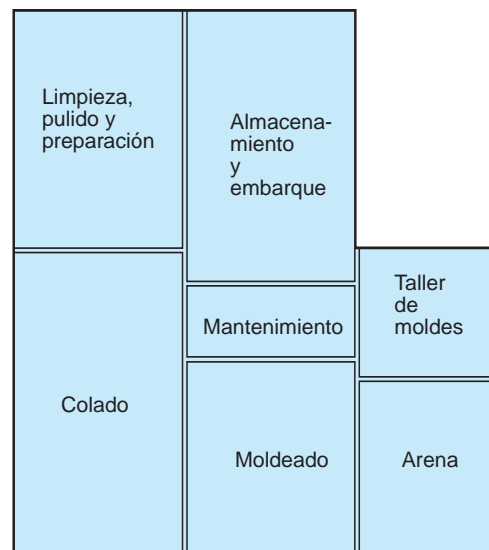 Limpieza,
pulido y
preparación
Almacena-
miento
y
embarque
Taller
de
moldes
Mantenimiento
Colado
Moldeado
Arena